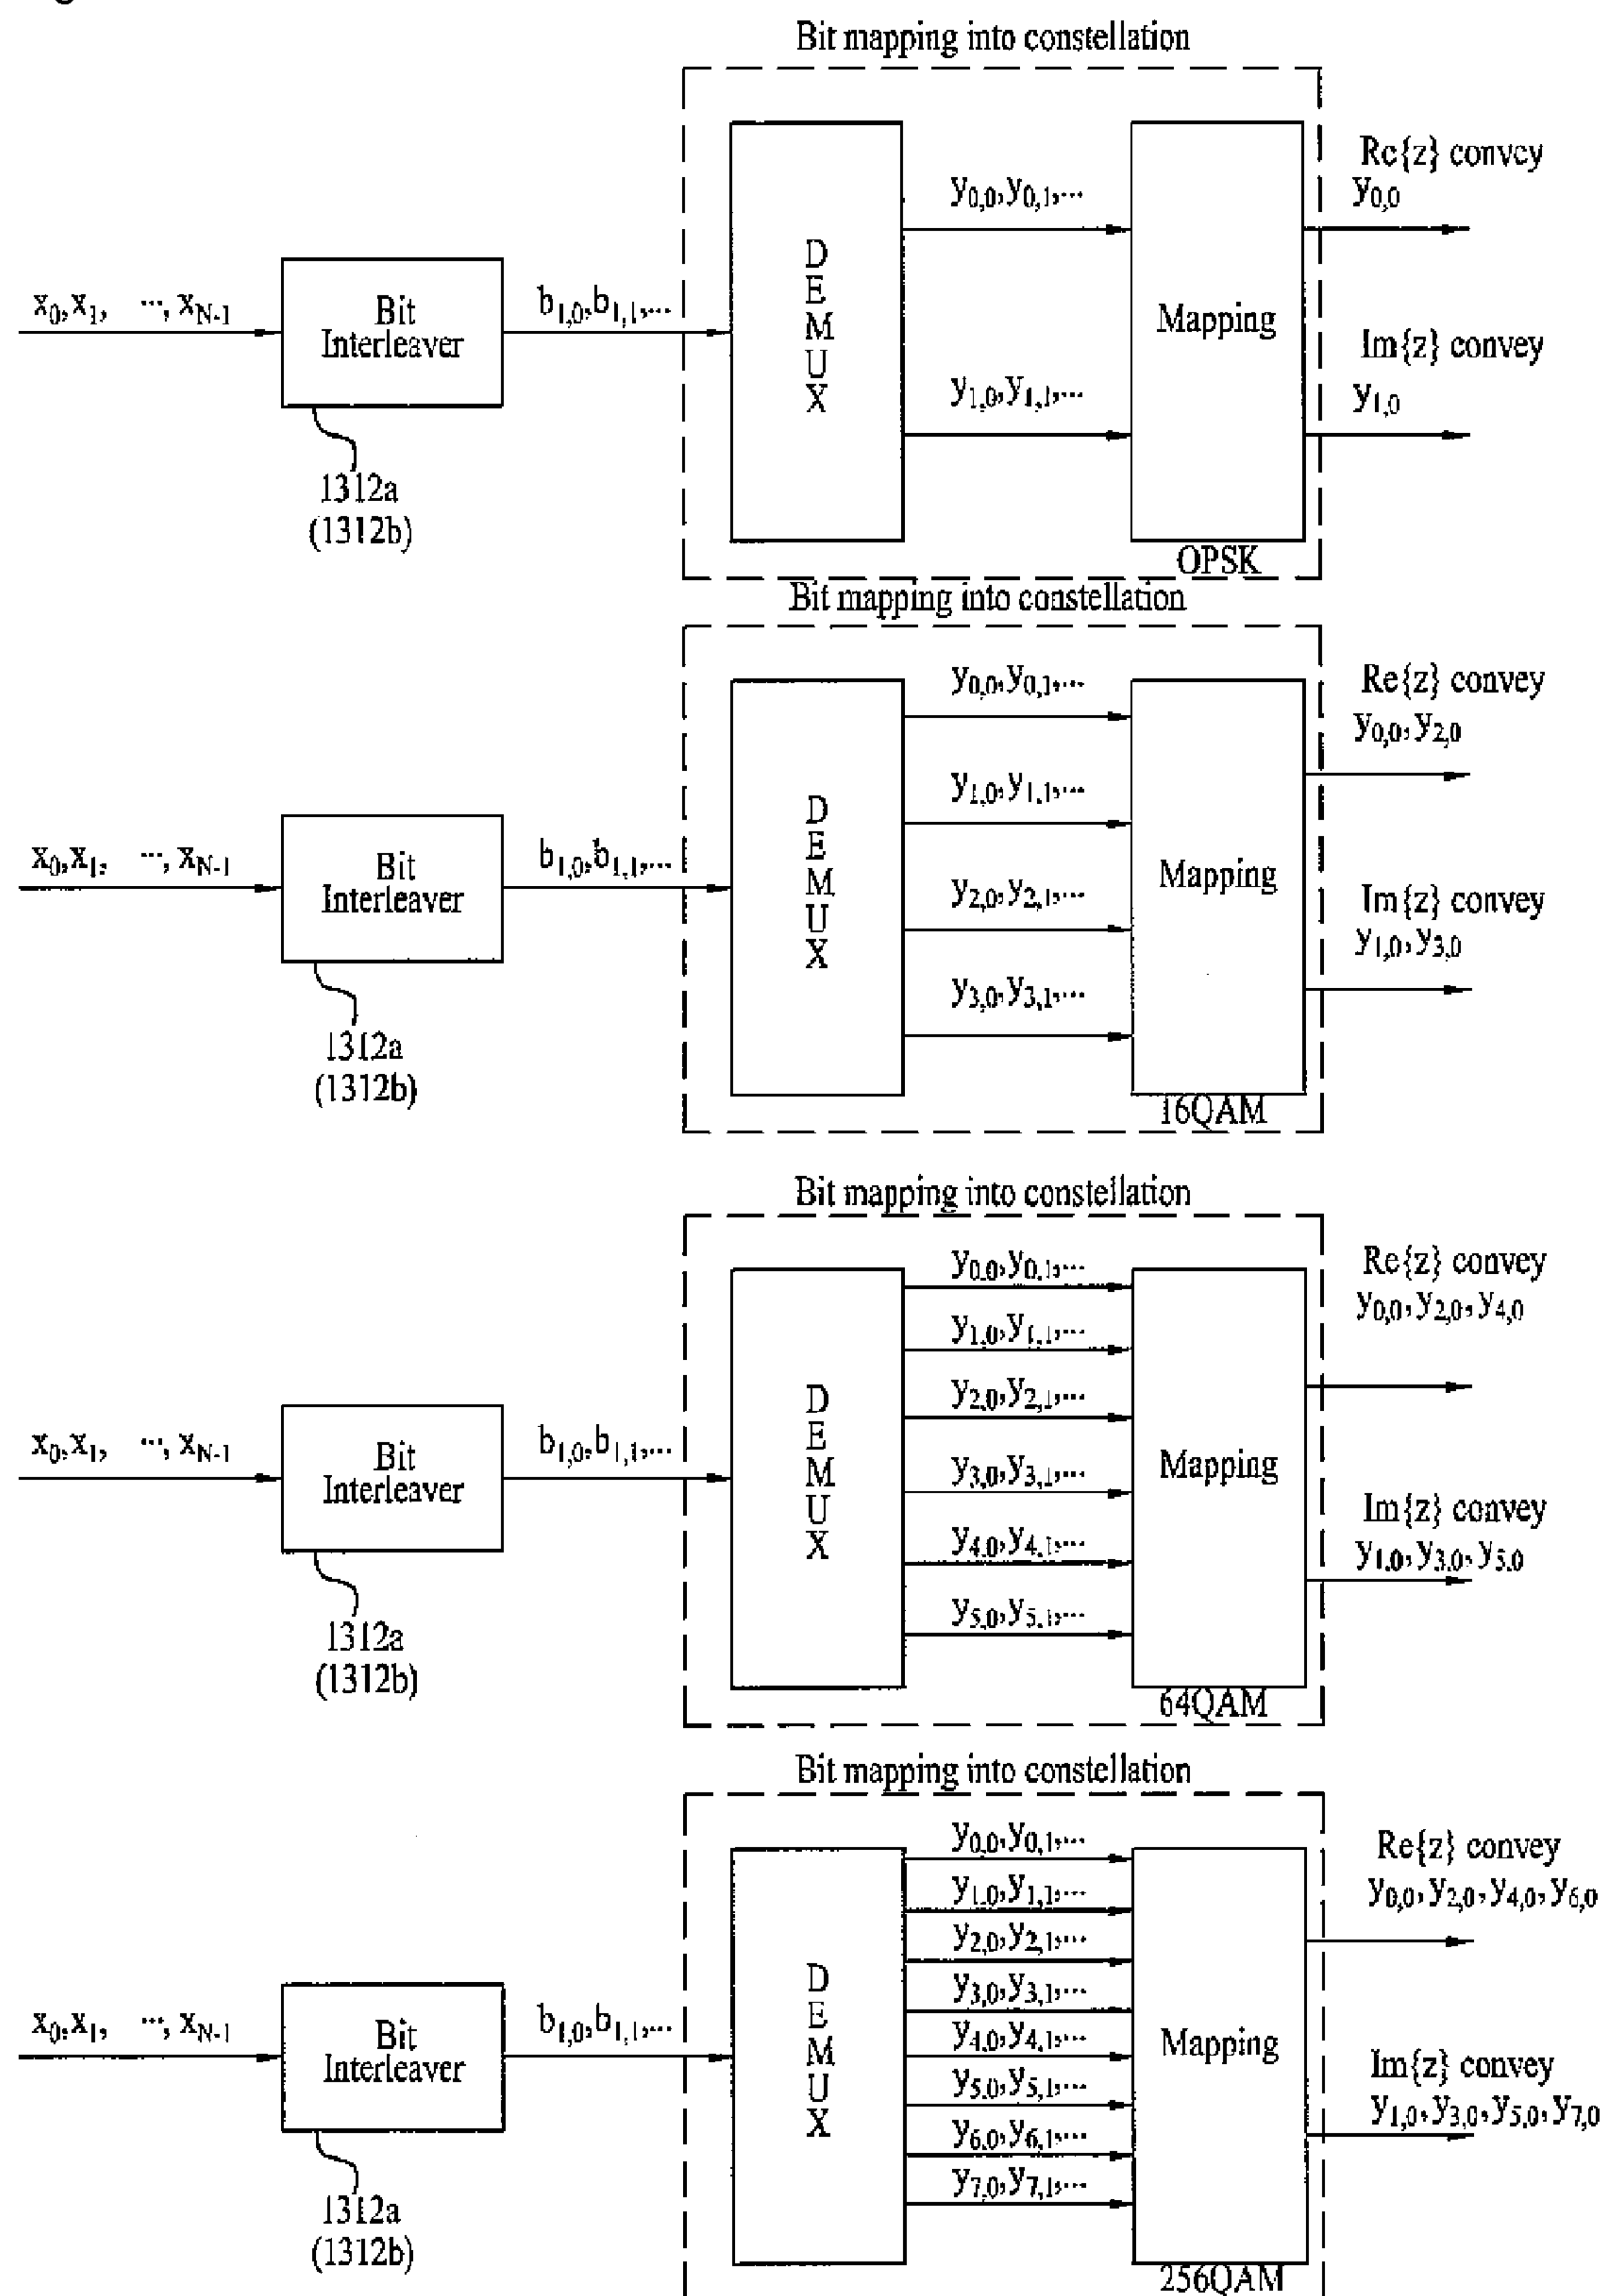 Bit mapping into constellation
x0,x1, ..., xN-1
Bit
Interleaver
b1,0,b1,1,...
1312a
(1312b)
DEMUX
y0,0,y0,1,...
y1,0,y1,1,...
Mapping
OPSK
Re{z} convey
y0,0
Im{z} convey
y1,0
Bit mapping into constellation
x0,x1, ..., xN-1
Bit
Interleaver
b1,0,b1,1,...
1312a
(1312b)
DEMUX
y0,0,y0,1,...
y1,0,y1,1,...
y2,0,y2,1,...
y3,0,y3,1,...
Mapping
16QAM
Re{z} convey
y0,0,y2,0
Im{z} convey
y1,0,y3,0
Bit mapping into constellation
x0,x1, ..., xN-1
Bit
Interleaver
b1,0,b1,1,...
1312a
(1312b)
DEMUX
y0,0,y0,1,...
y1,0,y1,1,...
y2,0,y2,1,...
y3,0,y3,1,...
y4,0,y4,1,...
y5,0,y5,1,...
Mapping
64QAM
Re{z} convey
y0,0,y2,0,y4,0
Im{z} convey
y1,0,y3,0,y5,0
Bit mapping into constellation
x0,x1, ..., xN-1
Bit
Interleaver
b1,0,b1,1,...
1312a
(1312b)
DEMUX
y0,0,y0,1,...
y1,0,y1,1,...
y2,0,y2,1,...
y3,0,y3,1,...
y4,0,y4,1,...
y5,0,y5,1,...
y6,0,y6,1,...
y7,0,y7,1,...
Mapping
256QAM
Re{z} convey
y0,0,y2,0,y4,0,y6,0
Im{z} convey
y1,0,y3,0,y5,0,y7,0